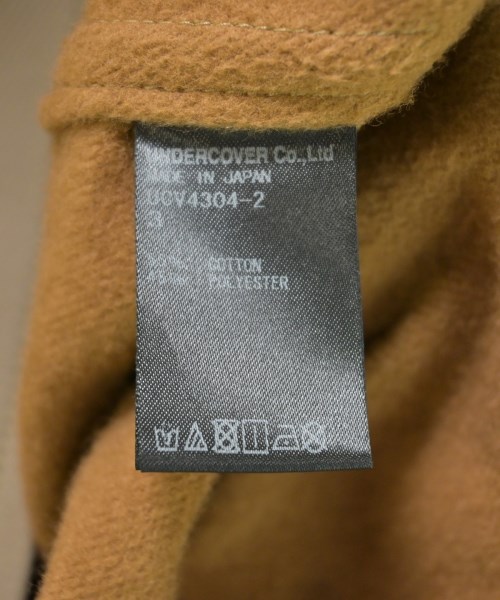 UNDERCOVER Co.,Ltd
MADE IN JAPAN
UCV4304-2
3
COTTON
POLYESTER